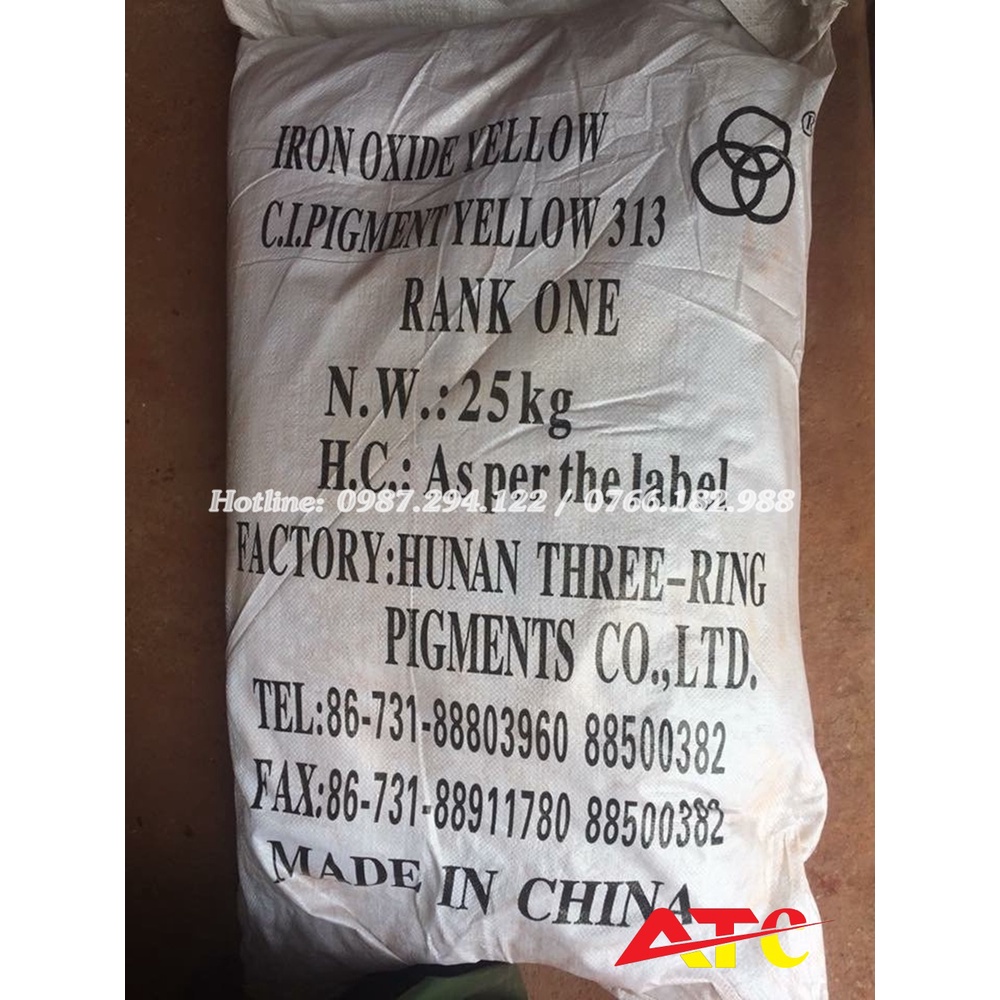 IRON OXIDE YELLOW
®
C.I.PIGMENT YELLOW 313
RANK ONE
N.W.:25kg
H.C.: As per the label
Hotline: 0987.294.122 / 0766.182.988
FACTORY:HUNAN THREE-RING
PIGMENTS CO.,LTD.
TEL:86-731-88803960 88500382
FAX:86-731-88911780 88500382
MADE IN CHINA
ATC